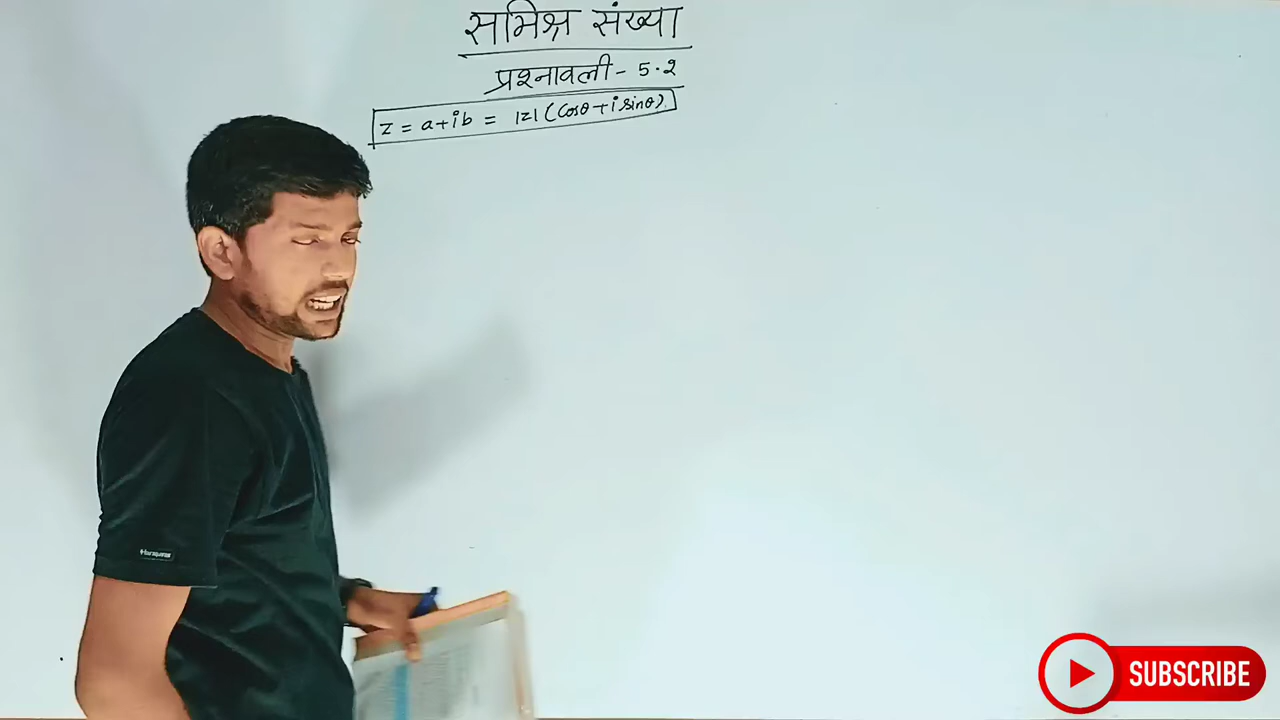 समिश्र संख्या
प्रश्नावली - 5.2
z = a+ib = |z| (cosθ + i sinθ).
SUBSCRIBE